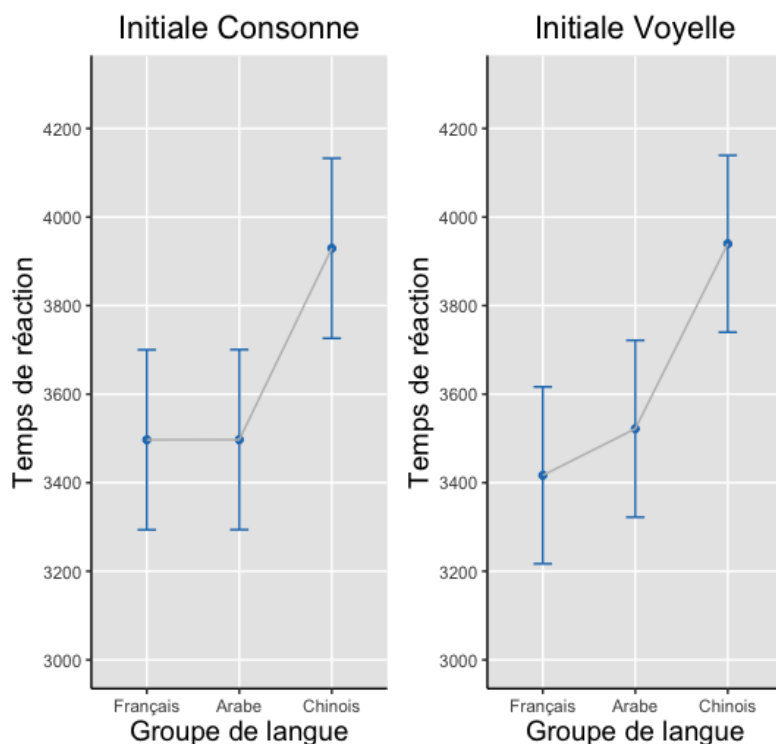 Initiale Consonne
Temps de réaction
4200
4000
3800
3600
3400
3200
3000
Français Arabe Chinois
Groupe de langue
Initiale Voyelle
Temps de réaction
4200
4000
3800
3600
3400
3200
3000
Français Arabe Chinois
Groupe de langue